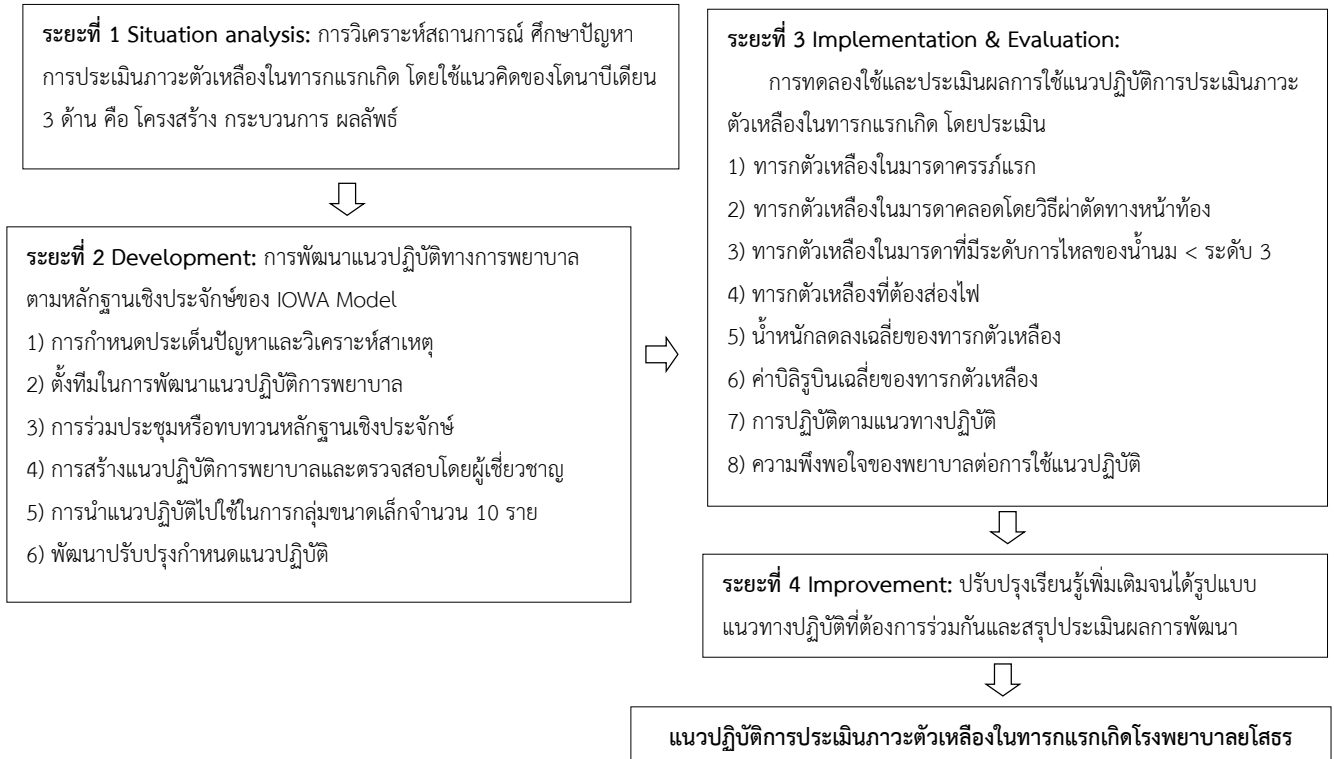 ระยะที่ 1 Situation analysis: การวิเคราะห์สถานการณ์ ศึกษาปัญหา
การประเมินภาวะตัวเหลืองในทารกแรกเกิด โดยใช้แนวคิดของโดนาบีเดียน
3 ด้าน คือ โครงสร้าง กระบวนการ ผลลัพธ์
ระยะที่ 2 Development: การพัฒนาแนวปฏิบัติทางการพยาบาล
ตามหลักฐานเชิงประจักษ์ของ IOWA Model
1) การกำหนดประเด็นปัญหาและวิเคราะห์สาเหตุ
2) ตั้งทีมในการพัฒนาแนวปฏิบัติการพยาบาล
3) การร่วมประชุมหรือทบทวนหลักฐานเชิงประจักษ์
4) การสร้างแนวปฏิบัติการพยาบาลและตรวจสอบโดยผู้เชี่ยวชาญ
5) การนำแนวปฏิบัติไปใช้ในการกลุ่มขนาดเล็กจำนวน 10 ราย
6) พัฒนาปรับปรุงกำหนดแนวปฏิบัติ
ระยะที่ 3 Implementation & Evaluation:
การทดลองใช้และประเมินผลการใช้แนวปฏิบัติการประเมินภาวะ
ตัวเหลืองในทารกแรกเกิด โดยประเมิน
1) ทารกตัวเหลืองในมารดาครรภ์แรก
2) ทารกตัวเหลืองในมารดาคลอดโดยวิธีผ่าตัดทางหน้าท้อง
3) ทารกตัวเหลืองในมารดาที่มีระดับการไหลของน้ำนม < ระดับ 3
4) ทารกตัวเหลืองที่ต้องส่องไฟ
5) น้ำหนักลดลงเฉลี่ยของทารกตัวเหลือง
6) ค่าบิลิรูบินเฉลี่ยของทารกตัวเหลือง
7) การปฏิบัติตามแนวทางปฏิบัติ
8) ความพึงพอใจของพยาบาลต่อการใช้แนวปฏิบัติ
ระยะที่ 4 Improvement: ปรับปรุงเรียนรู้เพิ่มเติมจนได้รูปแบบ
แนวทางปฏิบัติที่ต้องการร่วมกันและสรุปประเมินผลการพัฒนา
แนวปฏิบัติการประเมินภาวะตัวเหลืองในทารกแรกเกิดโรงพยาบาลยโสธร